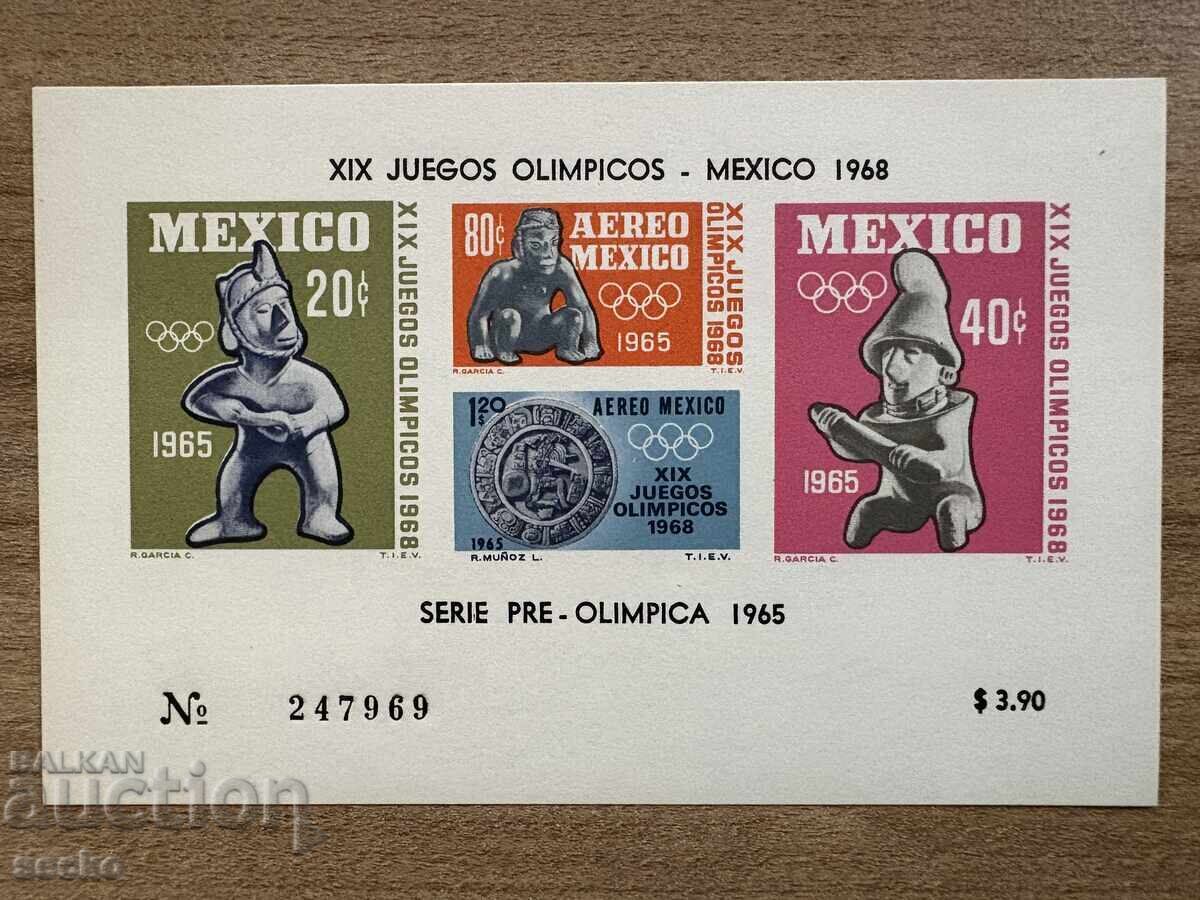 XIX JUEGOS OLIMPICOS - MEXICO 1968
MEXICO
20¢
1965
XIX JUEGOS OLIMPICOS 1968
R. GARCIA C.
T.I.E.V.
80¢
AEREO
MEXICO
1965
XIX JUEGOS
OLIMPICOS 1968
R. GARCIA C.
T.I.E.V.
1.20
$
AEREO MEXICO
XIX
JUEGOS
OLIMPICOS
1968
1965
R. MUÑOZ L.
T.I.E.V.
MEXICO
40¢
1965
XIX JUEGOS OLIMPICOS 1968
R. GARCIA C.
T.I.E.V.
SERIE PRE-OLIMPICA 1965
№ 247969
$ 3.90
BALKAN
auction
secko